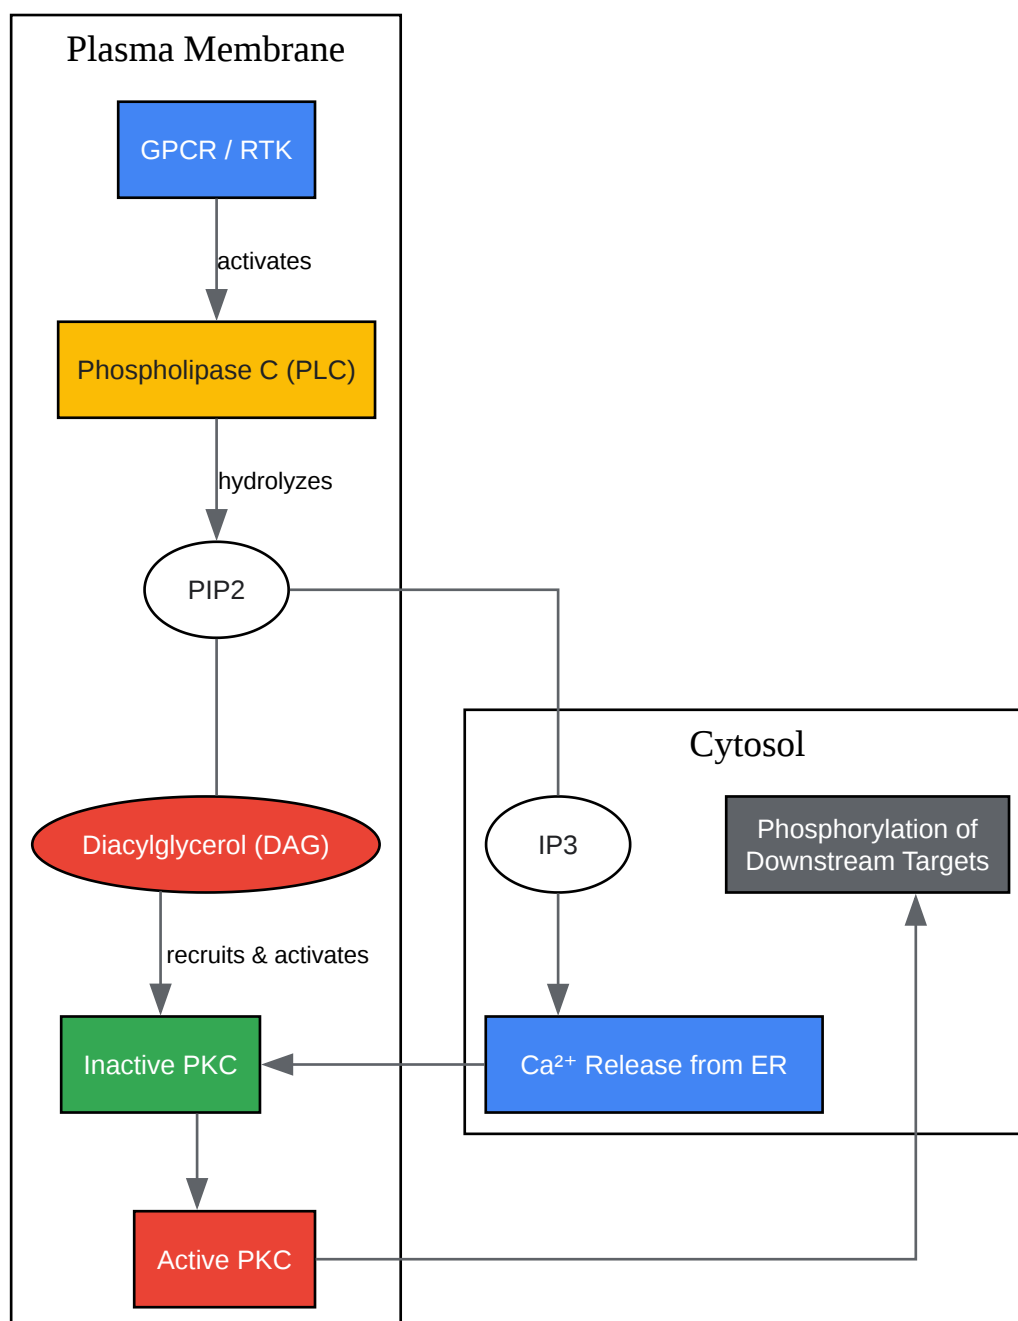 Plasma Membrane
GPCR / RTK
activates
Phospholipase C (PLC)
hydrolyzes
PIP2
Cytosol
Diacylglycerol (DAG)
IP3
Phosphorylation of
Downstream Targets
recruits & activates
Inactive PKC
Ca²⁺ Release from ER
Active PKC